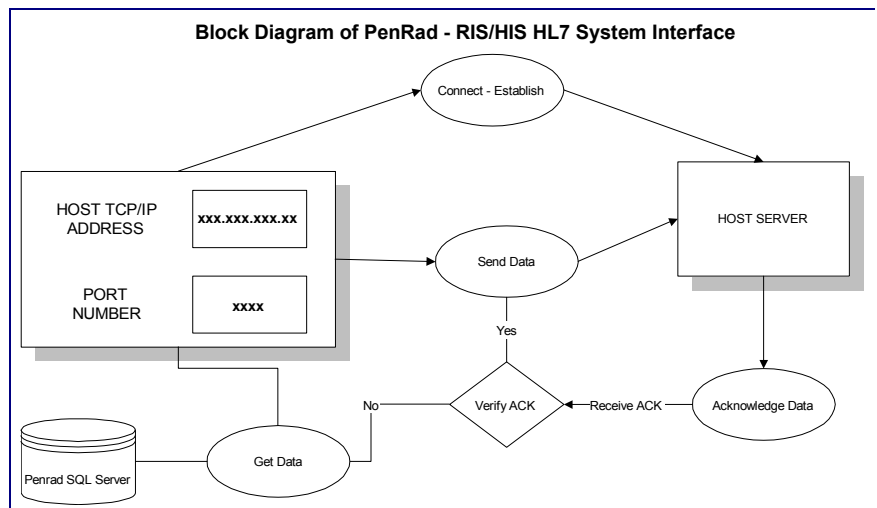 Block Diagram of PenRad - RIS/HIS HL7 System Interface
Connect - Establish
HOST TCP/IP
ADDRESS
xxx.xxx.xxx.xx
HOST SERVER
Send Data
PORT
NUMBER
xxxx
Yes
No
Verify ACK
Receive ACK
Acknowledge Data
Get Data
Penrad SQL Server